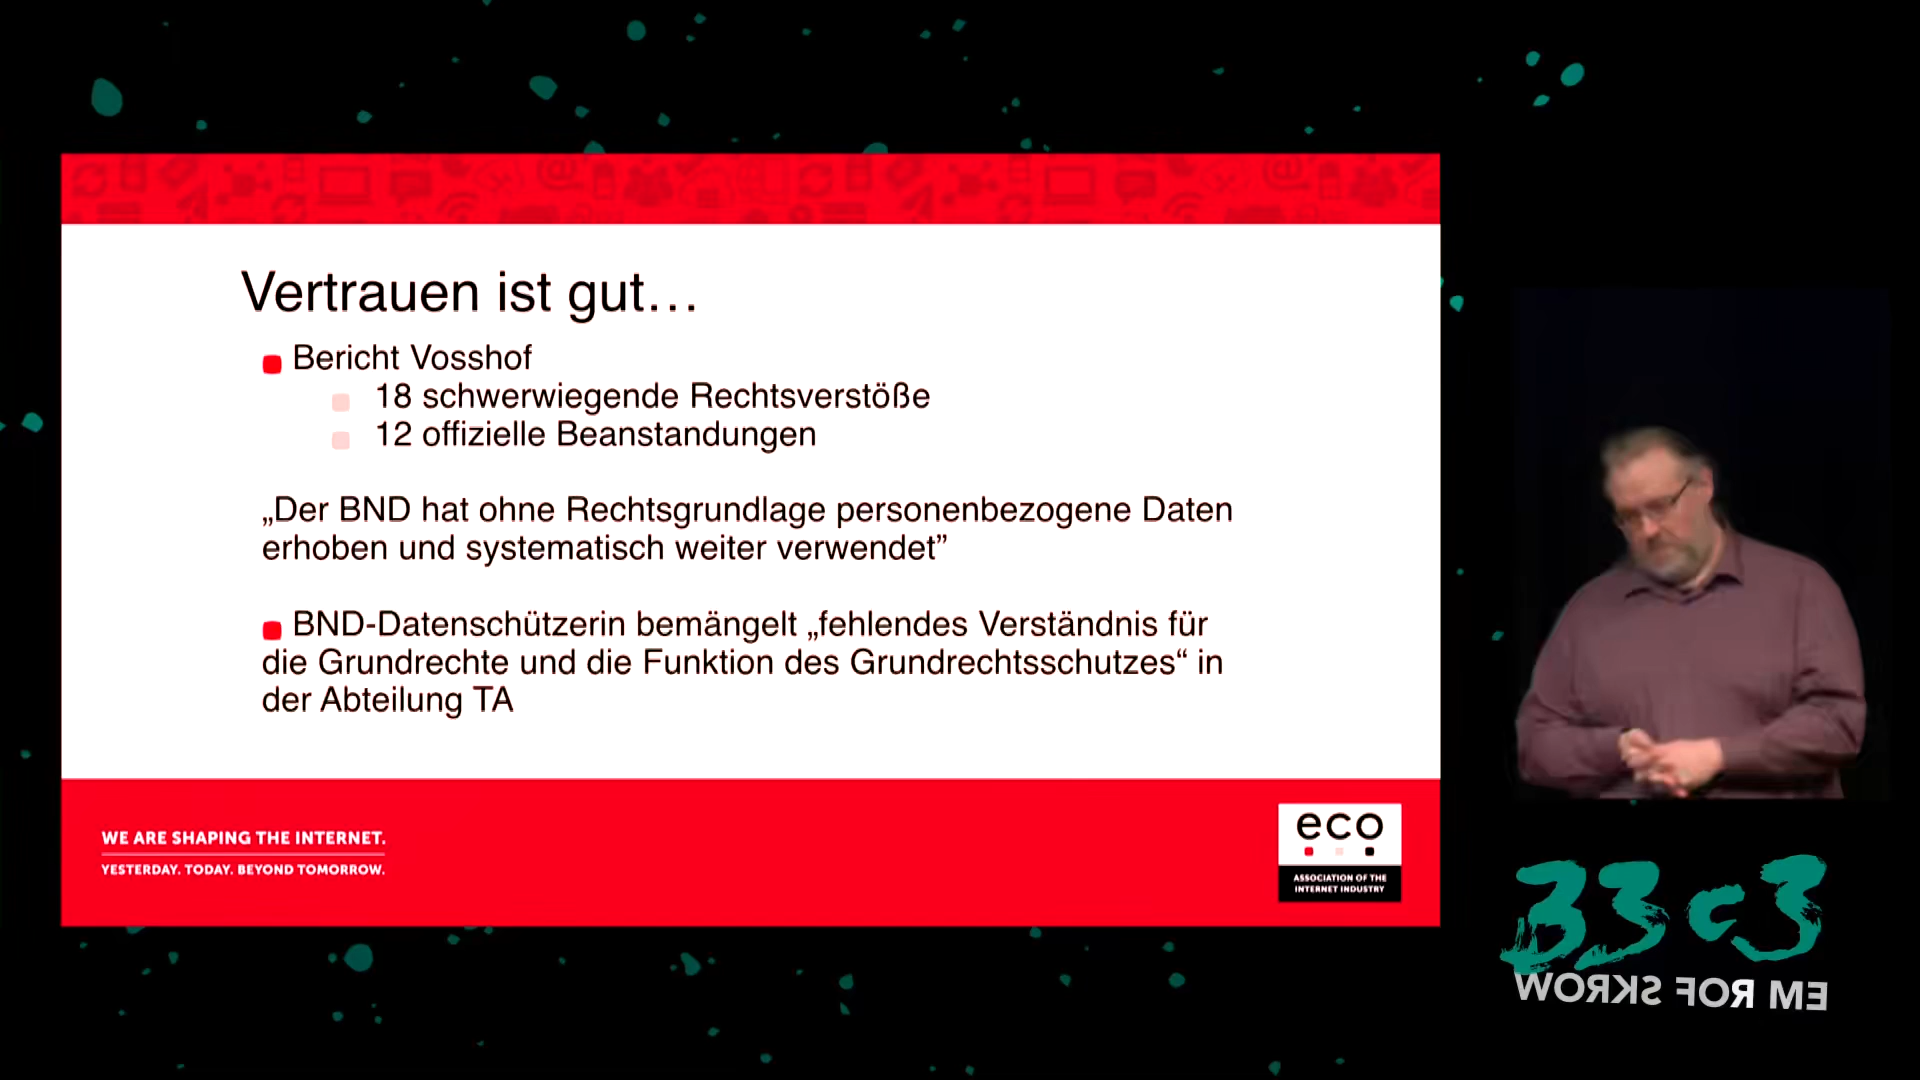 Vertrauen ist gut…
Bericht Vosshof
18 schwerwiegende Rechtsverstöße
12 offizielle Beanstandungen
„Der BND hat ohne Rechtsgrundlage personenbezogene Daten
erhoben und systematisch weiter verwendet”
BND-Datenschützerin bemängelt „fehlendes Verständnis für
die Grundrechte und die Funktion des Grundrechtsschutzes“ in
der Abteilung TA
WE ARE SHAPING THE INTERNET.
YESTERDAY. TODAY. BEYOND TOMORROW.
eco
ASSOCIATION OF THE
INTERNET INDUSTRY
33c3
WORKS FOR ME